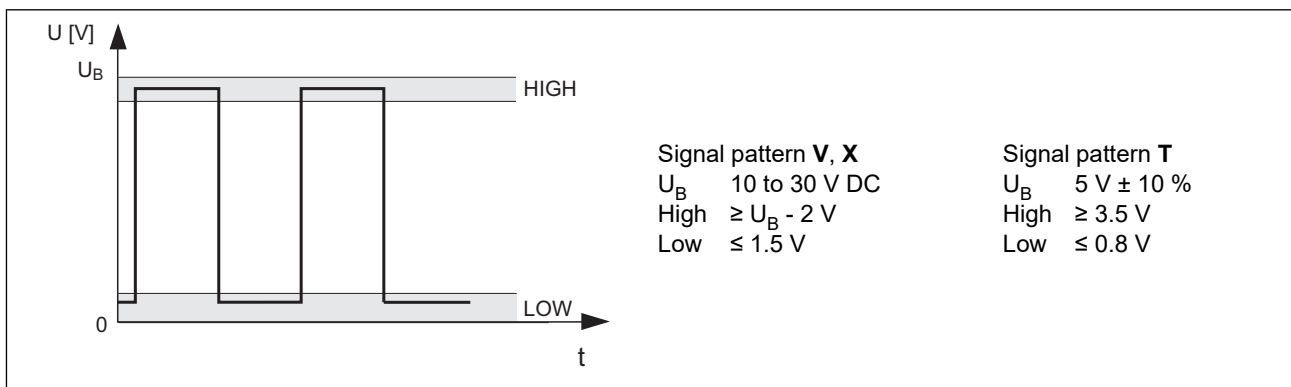 U [V]
U_B
HIGH
LOW
0
t
Signal pattern V, X
U_B 10 to 30 V DC
High ≥ U_B - 2 V
Low ≤ 1.5 V
Signal pattern T
U_B 5 V ± 10 %
High ≥ 3.5 V
Low ≤ 0.8 V